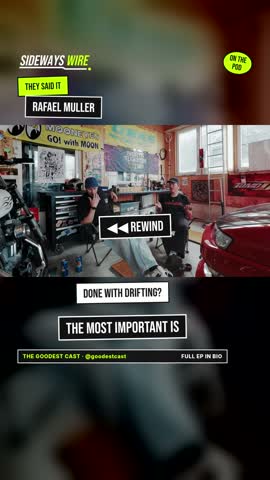 SIDEWAYS WIRE.
ON THE
POD
THEY SAID IT
RAFAEL MULLER
MOONEYES
GO! with MOON
REWIND
DONE WITH DRIFTING?
THE MOST IMPORTANT IS
THE GOODEST CAST · @goodestcast
FULL EP IN BIO